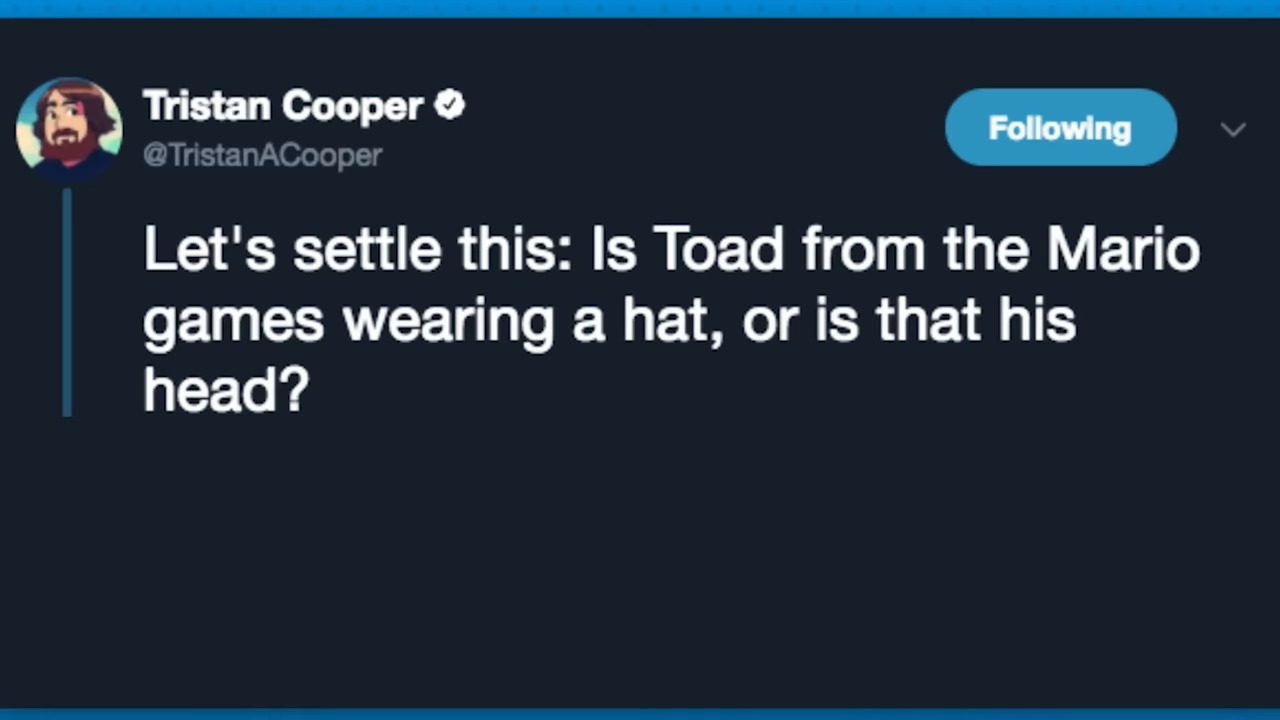 Tristan Cooper
@TristanACooper
Following
Let's settle this: Is Toad from the Mario
games wearing a hat, or is that his
head?